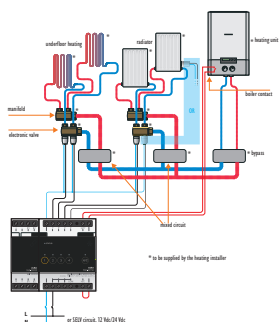 underfloor heating
radiator
* heating unit
manifold
electronic valve
boiler contact
OR
* bypass
mixed circuit
* to be supplied by the heating installer
L
N
or SELV circuit, 12 Vdc/24 Vdc